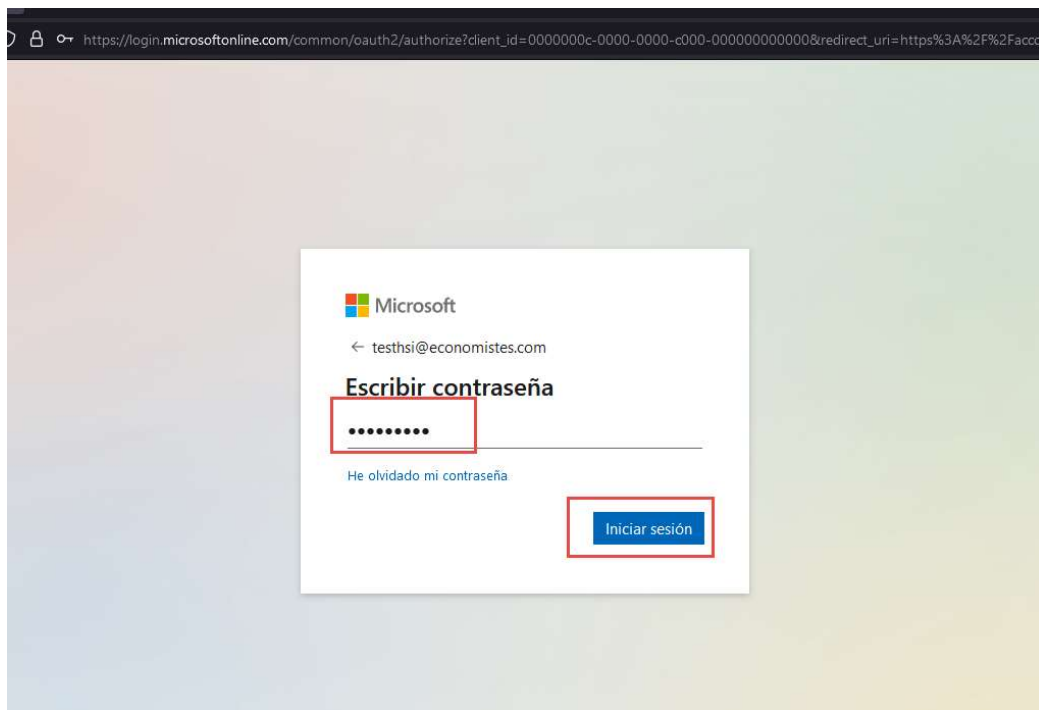 https://login.microsoftonline.com/common/oauth2/authorize?client_id=0000000c-0000-0000-c000-000000000000&redirect_uri=https%3A%2F%2Facco
Microsoft
← testhsi@economistes.com
Escribir contraseña
•••••••••
He olvidado mi contraseña
Iniciar sesión